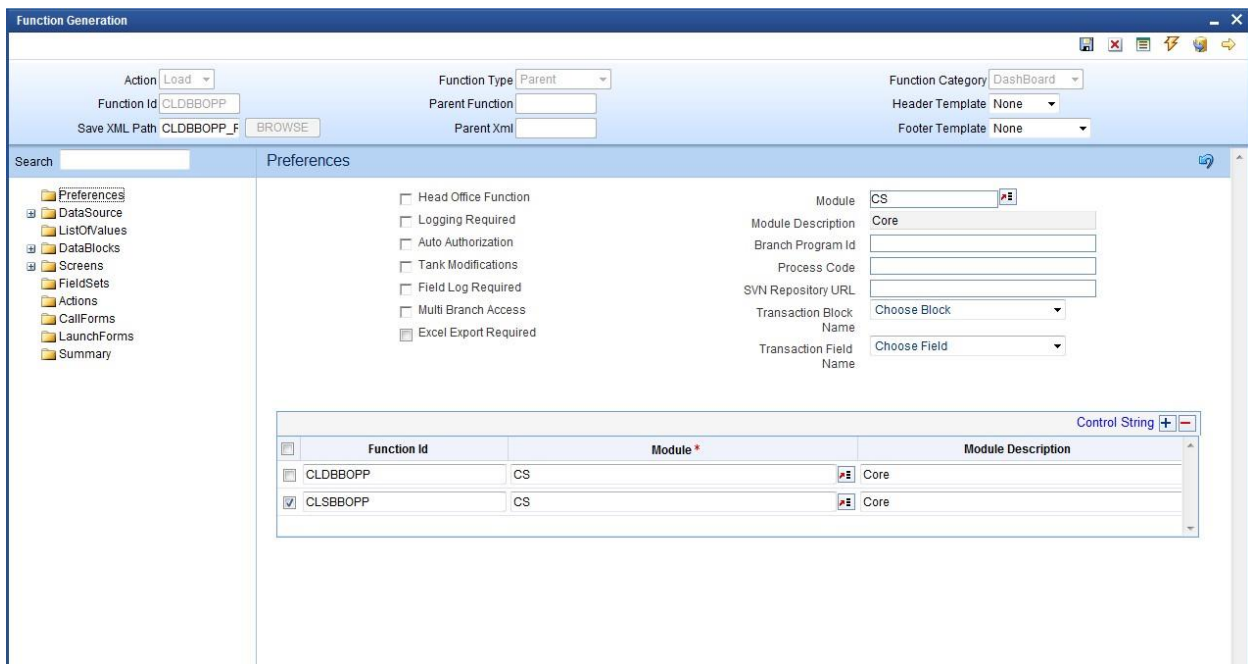 Function Generation
Action Load Function Type Parent Function Category DashBoard
Function Id CLDBBOPP Parent Function Header Template None
Save XML Path CLDBBOPP_F BROWSE Parent Xml Footer Template None
Search Preferences
Preferences
DataSource
ListOfValues
DataBlocks
Screens
FieldSets
Actions
CallForms
LaunchForms
Summary
Head Office Function
Logging Required
Auto Authorization
Tank Modifications
Field Log Required
Multi Branch Access
Excel Export Required
Module CS
Module Description Core
Branch Program Id
Process Code
SVN Repository URL
Transaction Block Choose Block
Name
Transaction Field Choose Field
Name
Control String
Function Id Module * Module Description
CLDBBOPP CS Core
CLSBBOPP CS Core